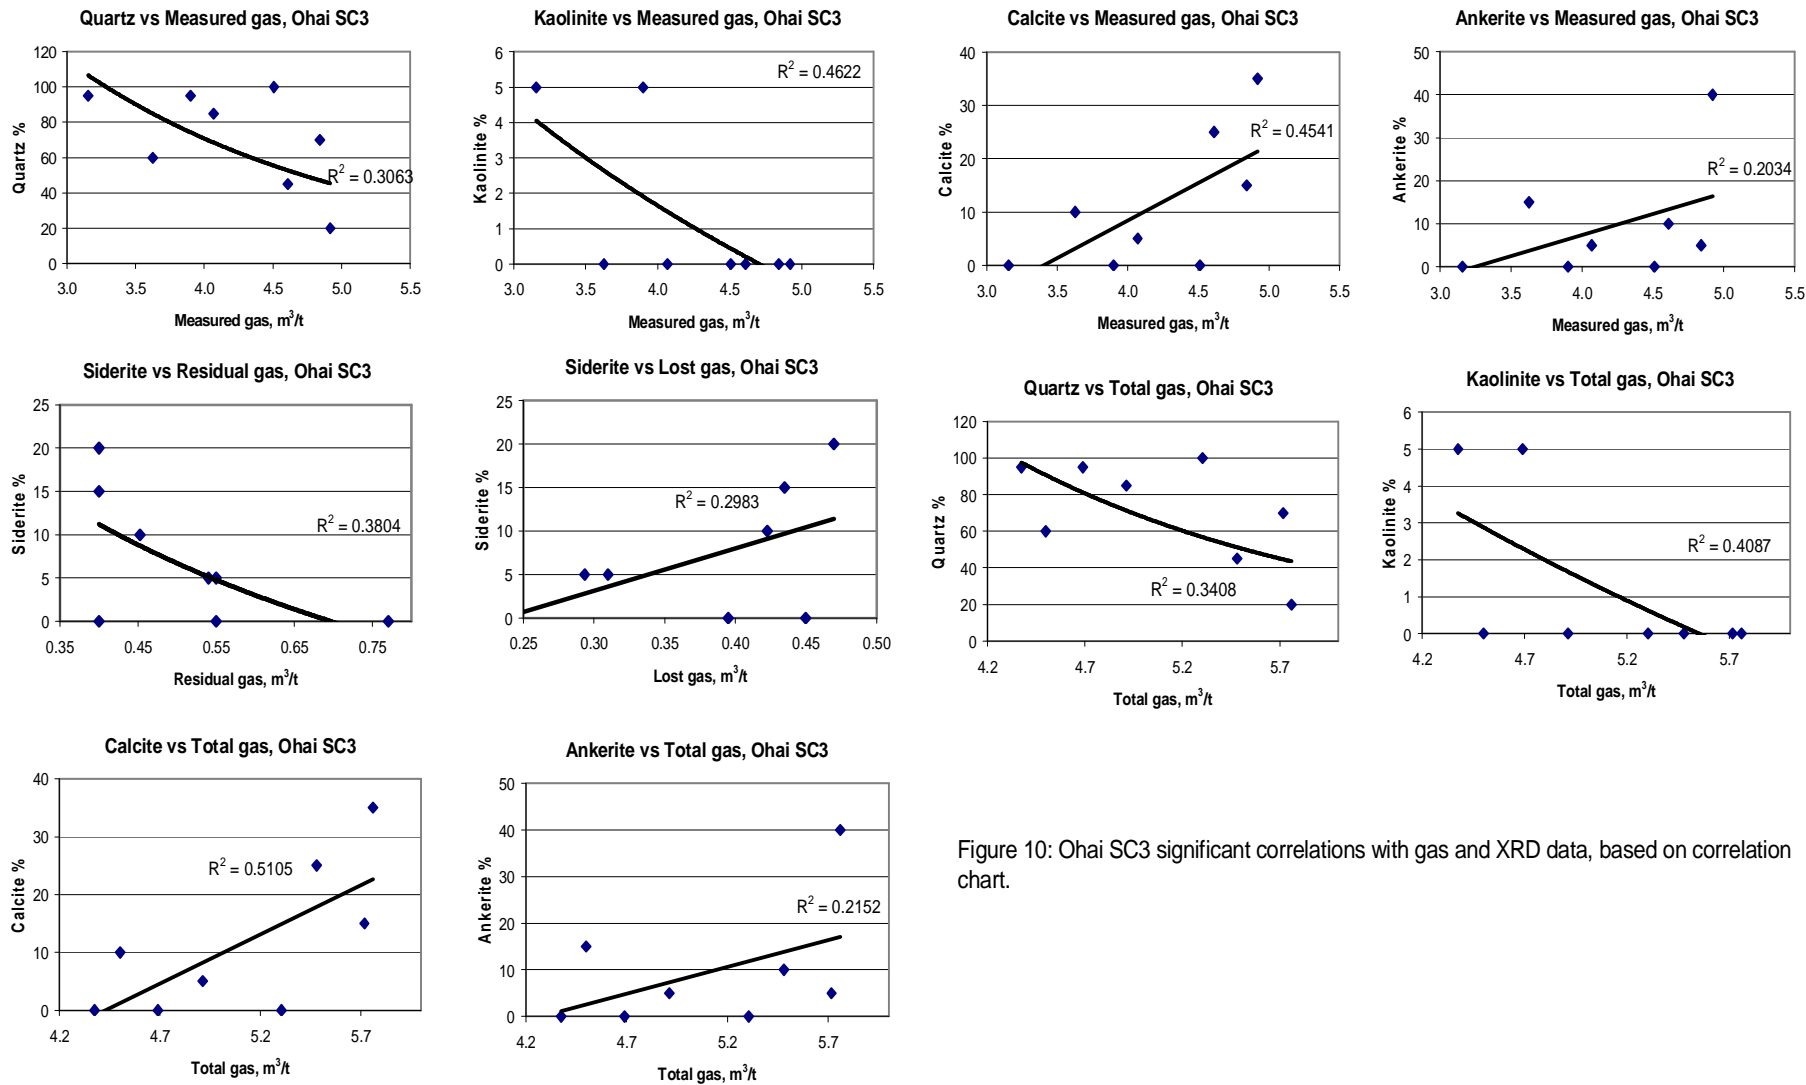 Quartz vs Measured gas, Ohai SC3
120
100
80
60
40
20
0
Quartz %
R² = 0.3063
3.0 3.5 4.0 4.5 5.0 5.5
Measured gas, m³/t
Kaolinite vs Measured gas, Ohai SC3
6
5
4
3
2
1
0
Kaolinite %
R² = 0.4622
3.0 3.5 4.0 4.5 5.0 5.5
Measured gas, m³/t
Calcite vs Measured gas, Ohai SC3
40
30
20
10
0
Calcite %
R² = 0.4541
3.0 3.5 4.0 4.5 5.0 5.5
Measured gas, m³/t
Ankerite vs Measured gas, Ohai SC3
50
40
30
20
10
0
Ankerite %
R² = 0.2034
3.0 3.5 4.0 4.5 5.0 5.5
Measured gas, m³/t
Siderite vs Residual gas, Ohai SC3
25
20
15
10
5
0
Siderite %
R² = 0.3804
0.35 0.45 0.55 0.65 0.75
Residual gas, m³/t
Siderite vs Lost gas, Ohai SC3
25
20
15
10
5
0
Siderite %
R² = 0.2983
0.25 0.30 0.35 0.40 0.45 0.50
Lost gas, m³/t
Quartz vs Total gas, Ohai SC3
120
100
80
60
40
20
0
Quartz %
R² = 0.3408
4.2 4.7 5.2 5.7
Total gas, m³/t
Kaolinite vs Total gas, Ohai SC3
6
5
4
3
2
1
0
Kaolinite %
R² = 0.4087
4.2 4.7 5.2 5.7
Total gas, m³/t
Calcite vs Total gas, Ohai SC3
40
30
20
10
0
Calcite %
R² = 0.5105
4.2 4.7 5.2 5.7
Total gas, m³/t
Ankerite vs Total gas, Ohai SC3
50
40
30
20
10
0
Ankerite %
R² = 0.2152
4.2 4.7 5.2 5.7
Total gas, m³/t
Figure 10: Ohai SC3 significant correlations with gas and XRD data, based on correlation
chart.